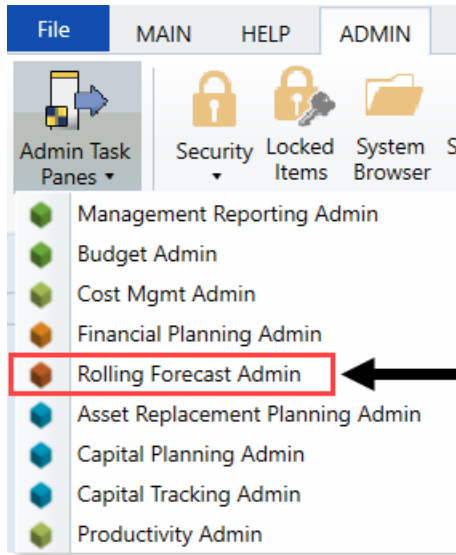 File MAIN HELP ADMIN
Admin Task Panes
Security
Locked Items
System Browser
S
Management Reporting Admin
Budget Admin
Cost Mgmt Admin
Financial Planning Admin
Rolling Forecast Admin
Asset Replacement Planning Admin
Capital Planning Admin
Capital Tracking Admin
Productivity Admin